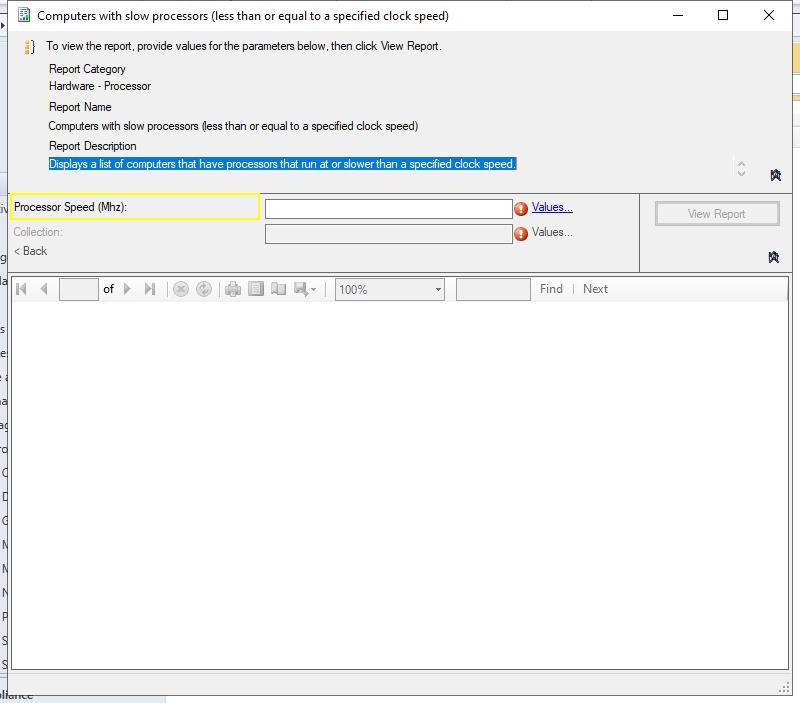 Computers with slow processors (less than or equal to a specified clock speed)
To view the report, provide values for the parameters below, then click View Report.
Report Category
Hardware - Processor
Report Name
Computers with slow processors (less than or equal to a specified clock speed)
Report Description
Displays a list of computers that have processors that run at or slower than a specified clock speed.
Processor Speed (Mhz):
Values...
View Report
Collection:
Values...
< Back
of
100%
Find
Next